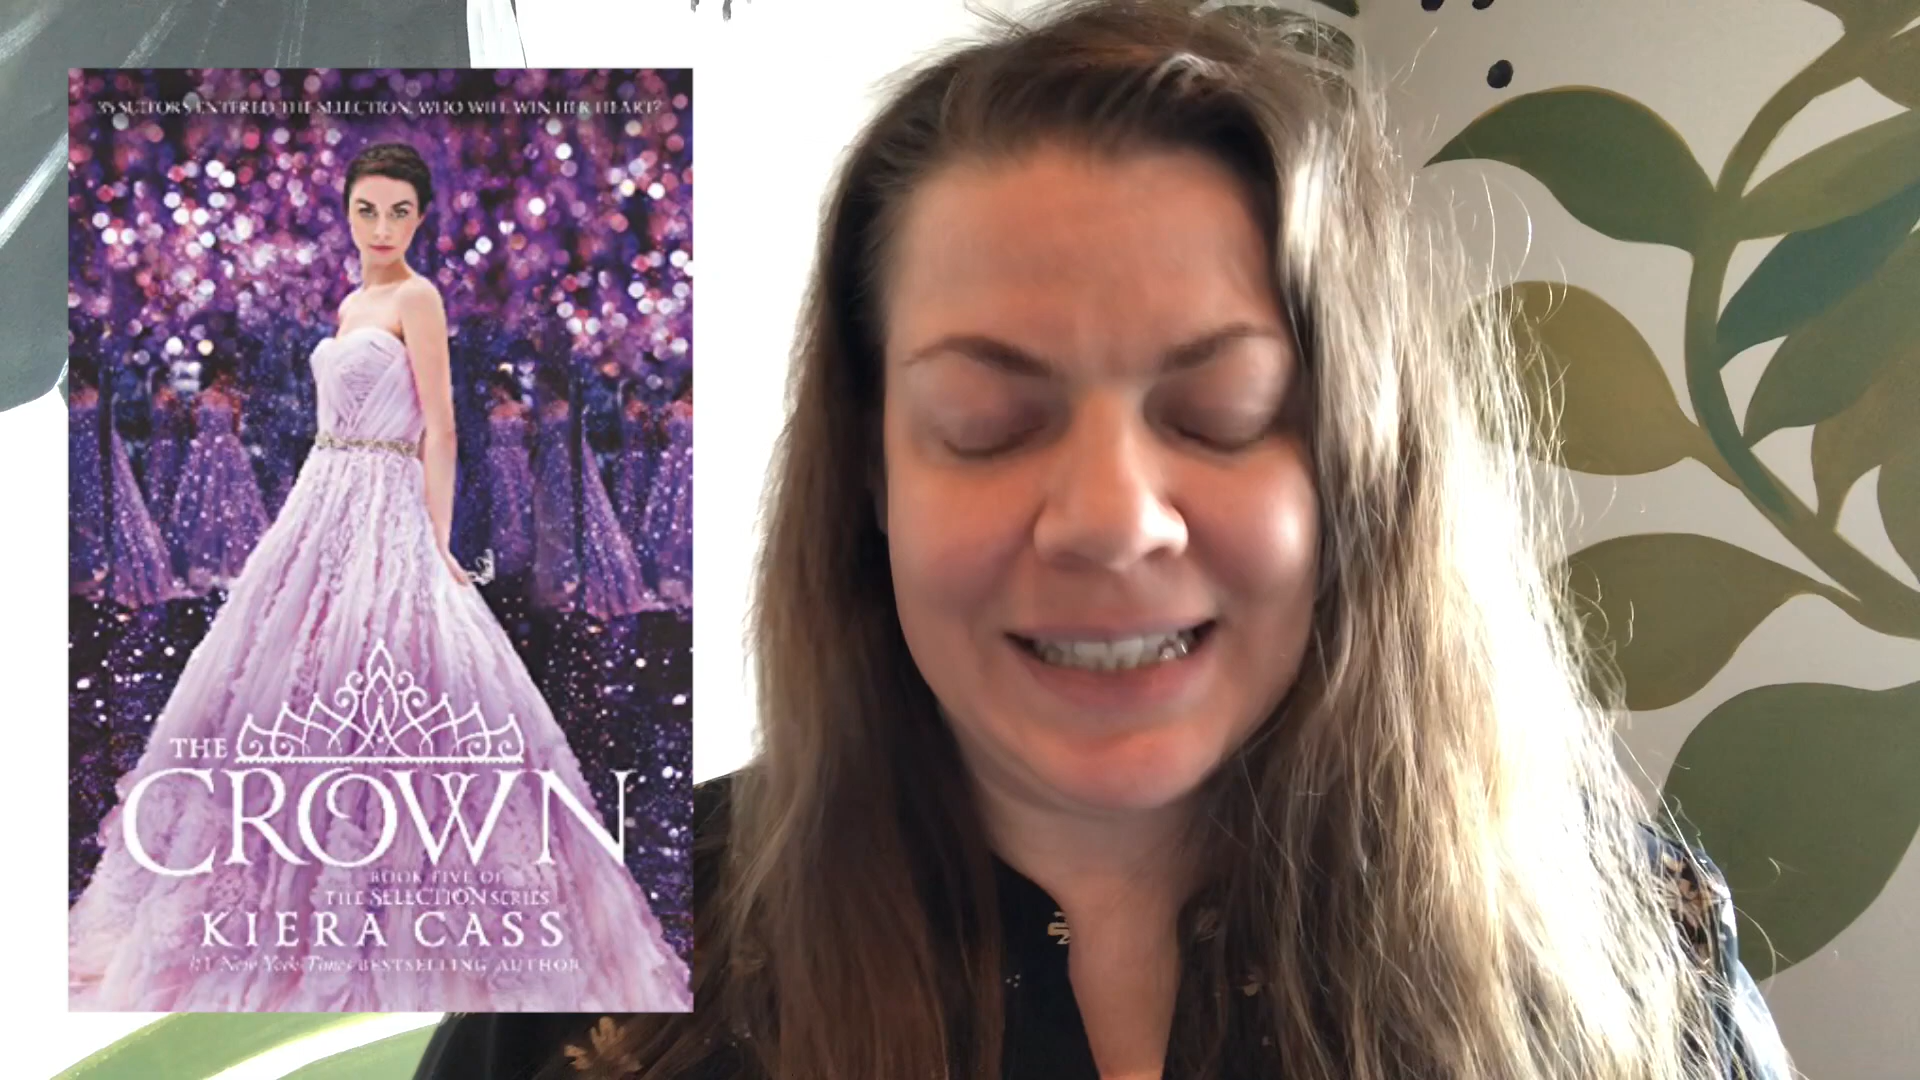 35 SUITORS ENTERED THE SELECTION. WHO WILL WIN HER HEART?
THE
CROWN
BOOK FIVE OF
THE SELECTION SERIES
KIERA CASS
#1 New York Times BESTSELLING AUTHOR